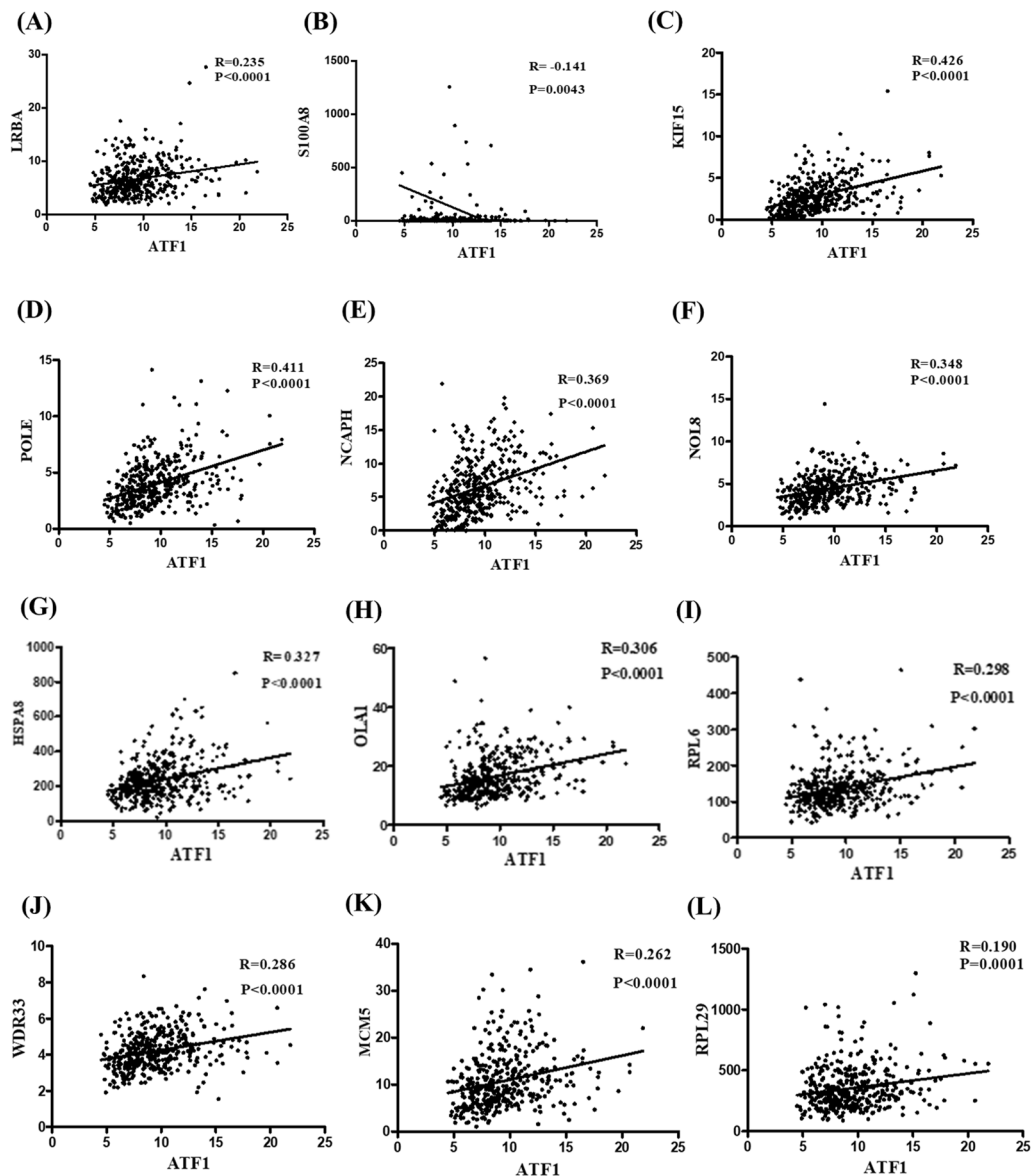 (A)
R=0.235
P<0.0001
LRBA
30
20
10
0
0 5 10 15 20 25
ATF1
(B)
R= -0.141
P=0.0043
S100A8
1500
1000
500
0
0 5 10 15 20 25
ATF1
(C)
R=0.426
P<0.0001
KIF15
20
15
10
5
0
0 5 10 15 20 25
ATF1
(D)
R=0.411
P<0.0001
POLE
15
10
5
0
0 5 10 15 20 25
ATF1
(E)
R=0.369
P<0.0001
NCAPH
25
20
15
10
5
0
0 5 10 15 20 25
ATF1
(F)
R=0.348
P<0.0001
NOL8
20
15
10
5
0
0 5 10 15 20 25
ATF1
(G)
R=0.327
P<0.0001
HSPA8
1000
800
600
400
200
0
0 5 10 15 20 25
ATF1
(H)
R=0.306
P<0.0001
OLA1
60
40
20
0
0 5 10 15 20 25
ATF1
(I)
R=0.298
P<0.0001
RPL6
500
400
300
200
100
0
0 5 10 15 20 25
ATF1
(J)
R=0.286
P<0.0001
WDR33
10
8
6
4
2
0
0 5 10 15 20 25
ATF1
(K)
R=0.262
P<0.0001
MCM5
40
30
20
10
0
0 5 10 15 20 25
ATF1
(L)
R=0.190
P=0.0001
RPL29
1500
1000
500
0
0 5 10 15 20 25
ATF1